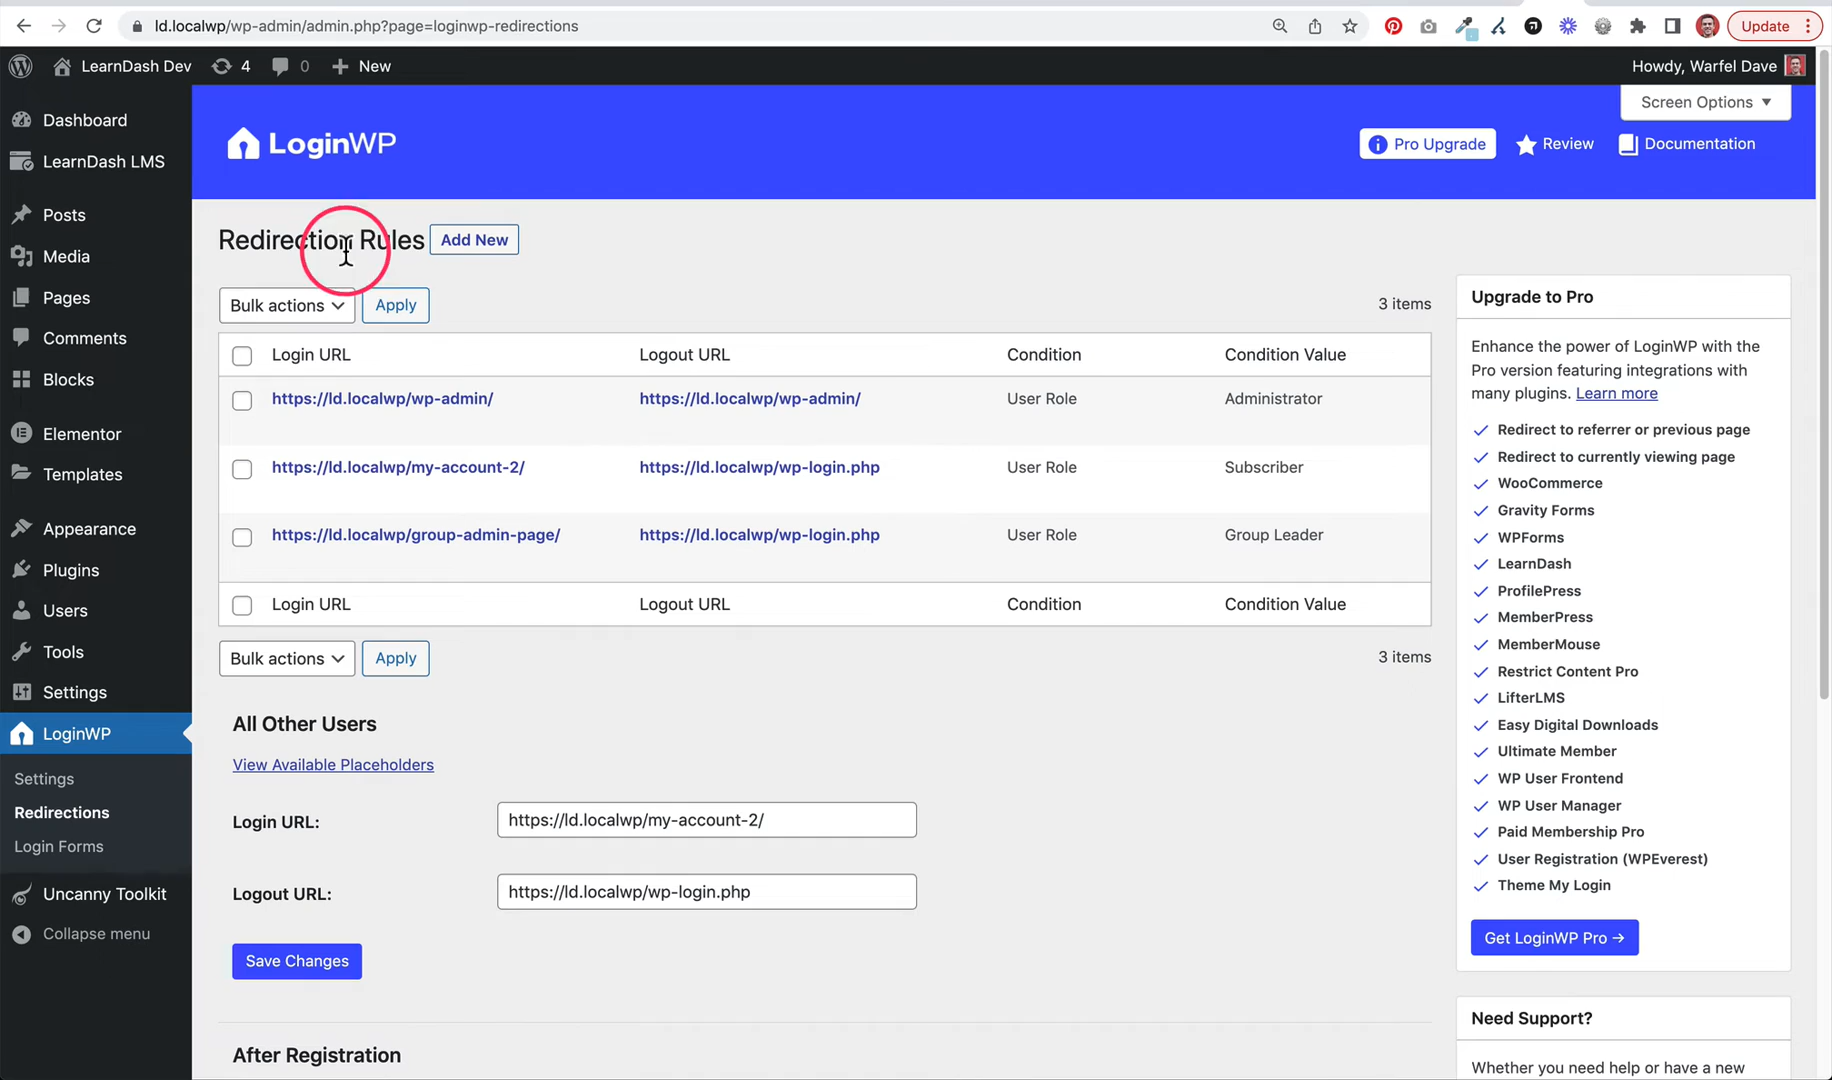 ld.localwp/wp-admin/admin.php?page=loginwp-redirections
Update
LearnDash Dev
4
0
New
Howdy, Warfel Dave
Screen Options
Dashboard
LearnDash LMS
Posts
Media
Pages
Comments
Blocks
Elementor
Templates
Appearance
Plugins
Users
Tools
Settings
LoginWP
Settings
Redirections
Login Forms
Uncanny Toolkit
Collapse menu
LoginWP
Pro Upgrade
Review
Documentation
Redirection Rules
Add New
Bulk actions
Apply
3 items
Login URL Logout URL Condition Condition Value
https://ld.localwp/wp-admin/ https://ld.localwp/wp-admin/ User Role Administrator
https://ld.localwp/my-account-2/ https://ld.localwp/wp-login.php User Role Subscriber
https://ld.localwp/group-admin-page/ https://ld.localwp/wp-login.php User Role Group Leader
Login URL Logout URL Condition Condition Value
Bulk actions
Apply
3 items
All Other Users
View Available Placeholders
Login URL: https://ld.localwp/my-account-2/
Logout URL: https://ld.localwp/wp-login.php
Save Changes
After Registration
Upgrade to Pro
Enhance the power of LoginWP with the
Pro version featuring integrations with
many plugins. Learn more
Redirect to referrer or previous page
Redirect to currently viewing page
WooCommerce
Gravity Forms
WPForms
LearnDash
ProfilePress
MemberPress
MemberMouse
Restrict Content Pro
LifterLMS
Easy Digital Downloads
Ultimate Member
WP User Frontend
WP User Manager
Paid Membership Pro
User Registration (WPEverest)
Theme My Login
Get LoginWP Pro →
Need Support?
Whether you need help or have a new